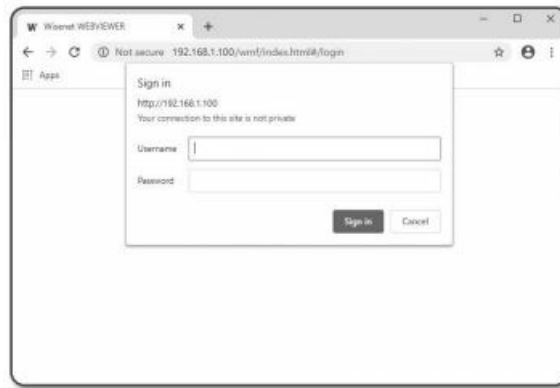 W Wisenet WEBVIEWER
Not secure 192.168.1.100/wmf/index.html#/login
Apps
Sign in
http://192.168.1.100
Your connection to this site is not private
Username
Password
Sign in Cancel